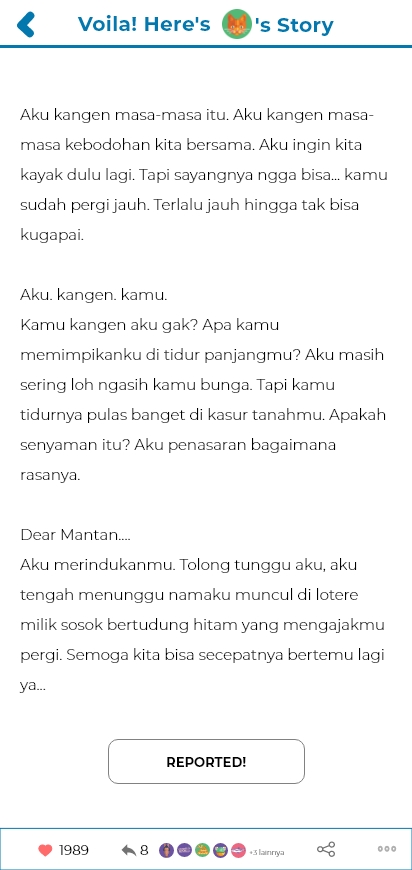 Voila! Here's 's Story
Aku kangen masa-masa itu. Aku kangen masa-
masa kebodohan kita bersama. Aku ingin kita
kayak dulu lagi. Tapi sayangnya ngga bisa... kamu
sudah pergi jauh. Terlalu jauh hingga tak bisa
kugapai.
Aku. kangen. kamu.
Kamu kangen aku gak? Apa kamu
memimpikanku di tidur panjangmu? Aku masih
sering loh ngasih kamu bunga. Tapi kamu
tidurnya pulas banget di kasur tanahmu. Apakah
senyaman itu? Aku penasaran bagaimana
rasanya.
Dear Mantan....
Aku merindukanmu. Tolong tunggu aku, aku
tengah menunggu namaku muncul di lotere
milik sosok bertudung hitam yang mengajakmu
pergi. Semoga kita bisa secepatnya bertemu lagi
ya...
REPORTED!
1989 8 +3 lainnya